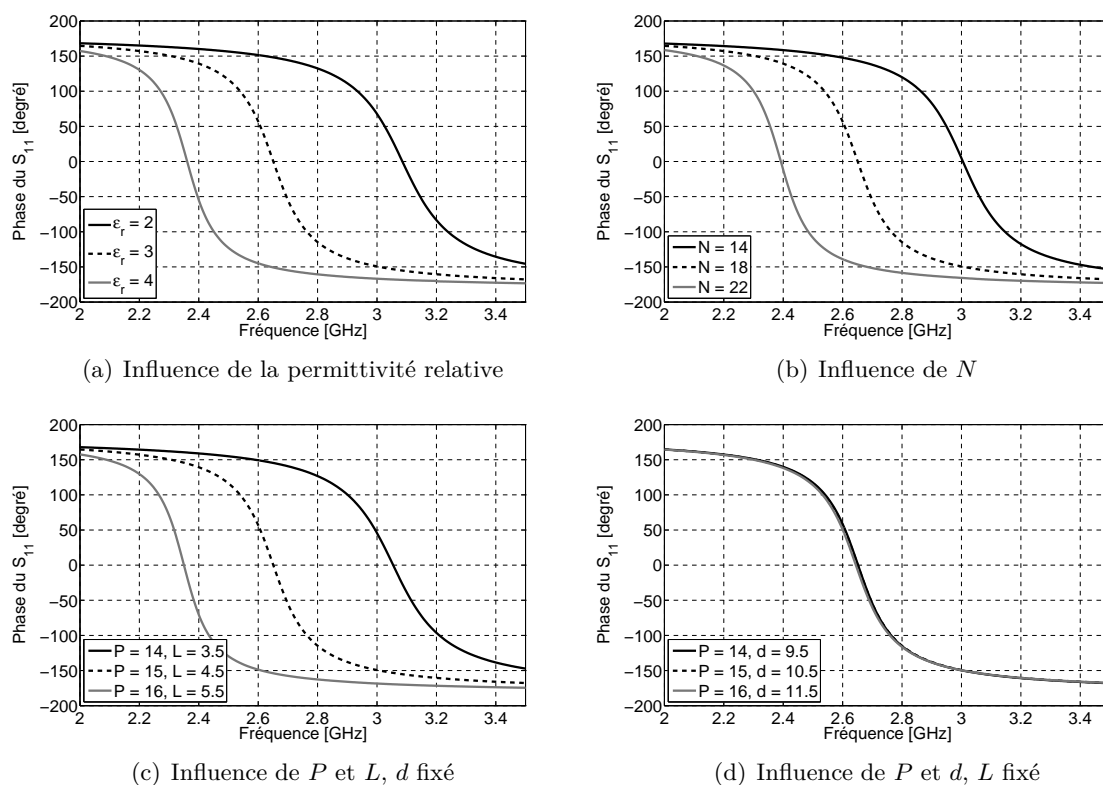 200
150
100
50
0
−50
−100
−150
−200
Phase du S11 [degré]
εr = 2
εr = 3
εr = 4
2 2.2 2.4 2.6 2.8 3 3.2 3.4
Fréquence [GHz]
(a) Influence de la permittivité relative
200
150
100
50
0
−50
−100
−150
−200
Phase du S11 [degré]
N = 14
N = 18
N = 22
2 2.2 2.4 2.6 2.8 3 3.2 3.4
Fréquence [GHz]
(b) Influence de N
200
150
100
50
0
−50
−100
−150
−200
Phase du S11 [degré]
P = 14, L = 3.5
P = 15, L = 4.5
P = 16, L = 5.5
2 2.2 2.4 2.6 2.8 3 3.2 3.4
Fréquence [GHz]
(c) Influence de P et L, d fixé
200
150
100
50
0
−50
−100
−150
−200
Phase du S11 [degré]
P = 14, d = 9.5
P = 15, d = 10.5
P = 16, d = 11.5
2 2.2 2.4 2.6 2.8 3 3.2 3.4
Fréquence [GHz]
(d) Influence de P et d, L fixé